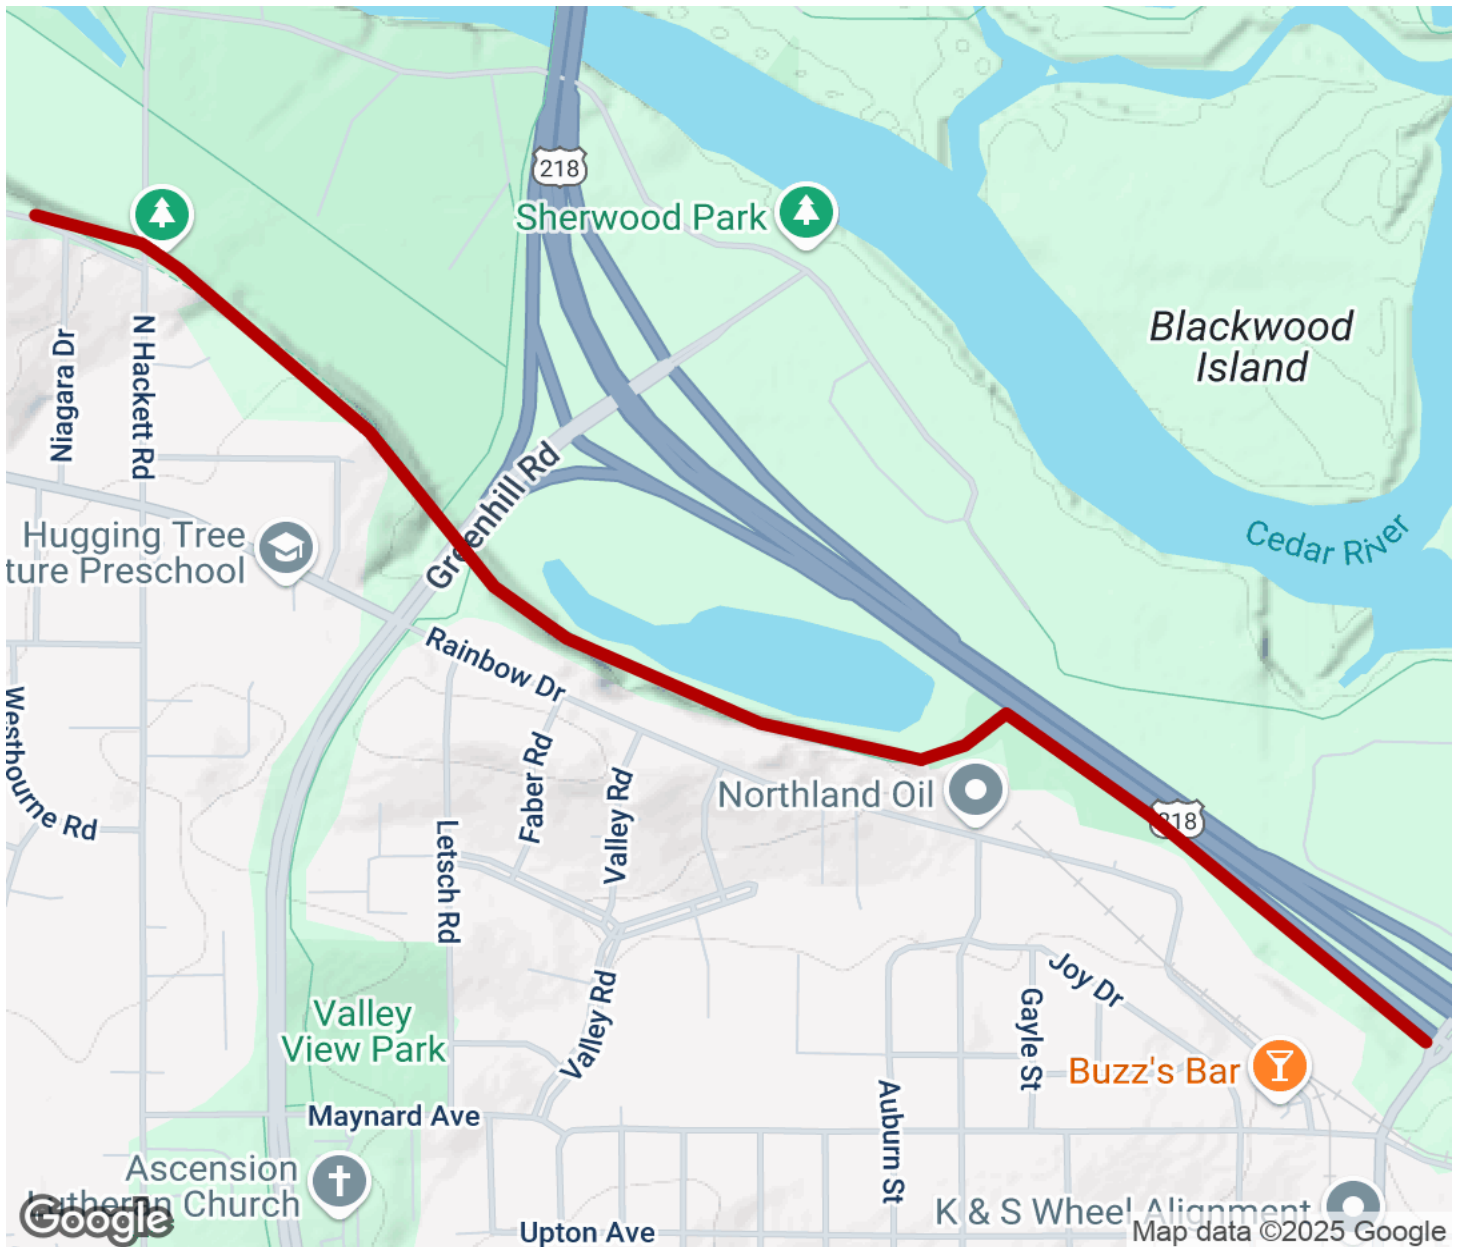 218
Sherwood Park
Blackwood
Island
Niagara Dr
N Hackett Rd
Greenhill Rd
Hugging Tree
ture Preschool
Cedar River
Rainbow Dr
Westbourne Rd
Faber Rd
Valley Rd
Letsch Rd
Northland Oil
218
Joy Dr
Gayle St
Valley
View Park
Valley Rd
Buzz's Bar
Auburn St
Maynard Ave
Ascension
Lutheran Church
K & S Wheel Alignment
Google
Upton Ave
Map data ©2025 Google